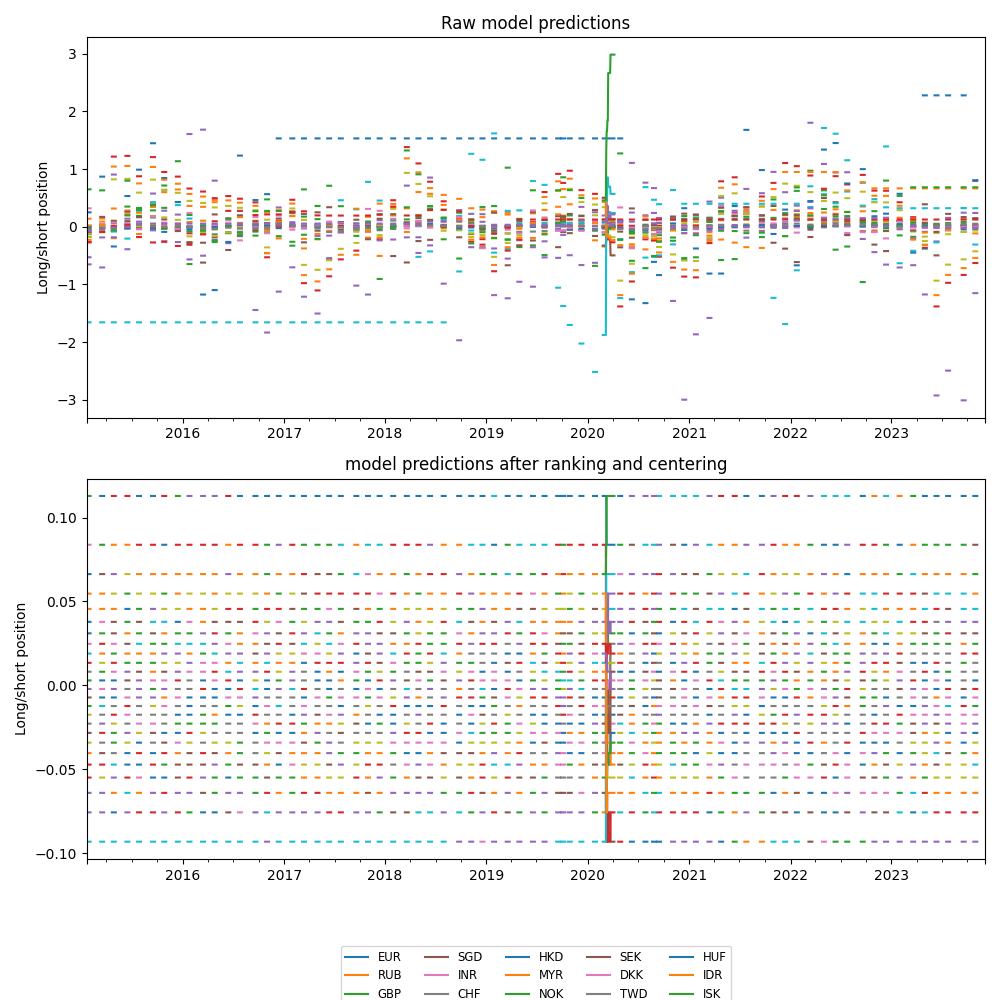 Raw model predictions
3
2
1
0
−1
−2
−3
Long/short position
2016 2017 2018 2019 2020 2021 2022 2023
model predictions after ranking and centering
0.10
0.05
0.00
−0.05
−0.10
Long/short position
2016 2017 2018 2019 2020 2021 2022 2023
EUR SGD HKD SEK HUF
RUB INR MYR DKK IDR
GBP CHF NOK TWD ISK